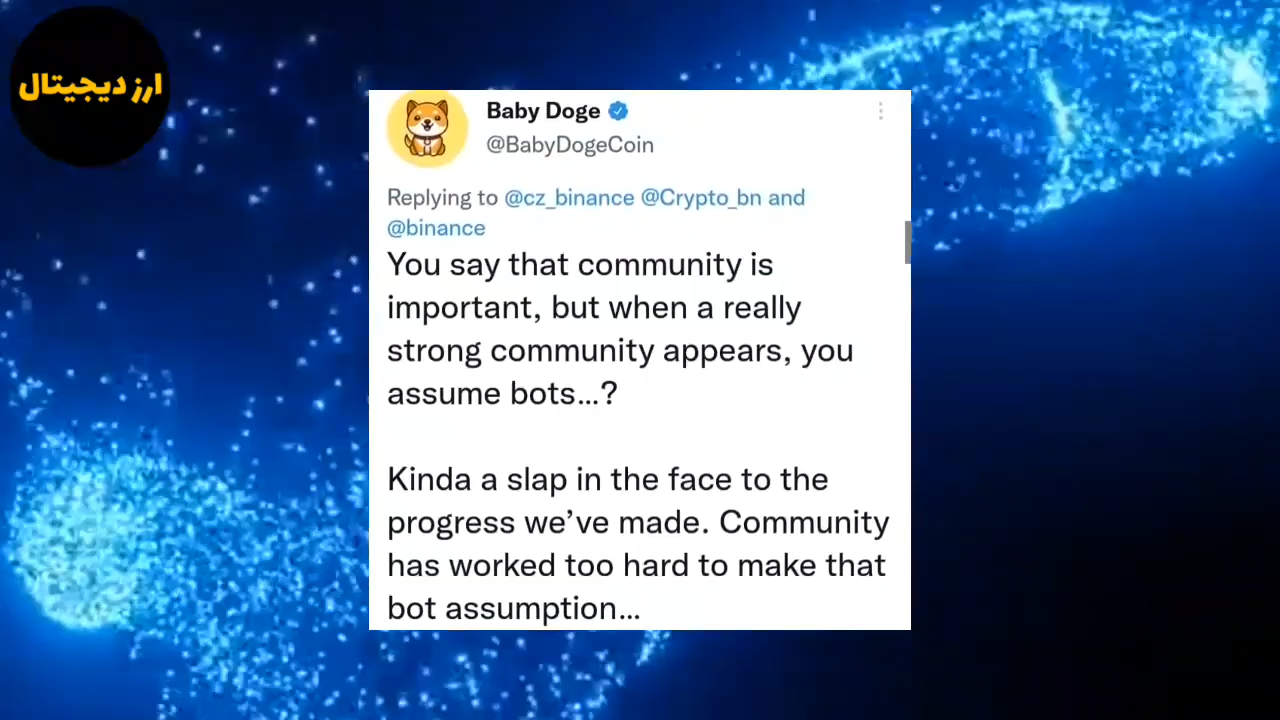 ارز دیجیتال
Baby Doge
@BabyDogeCoin
Replying to @cz_binance @Crypto_bn and
@binance
You say that community is
important, but when a really
strong community appears, you
assume bots...?
Kinda a slap in the face to the
progress we’ve made. Community
has worked too hard to make that
bot assumption...